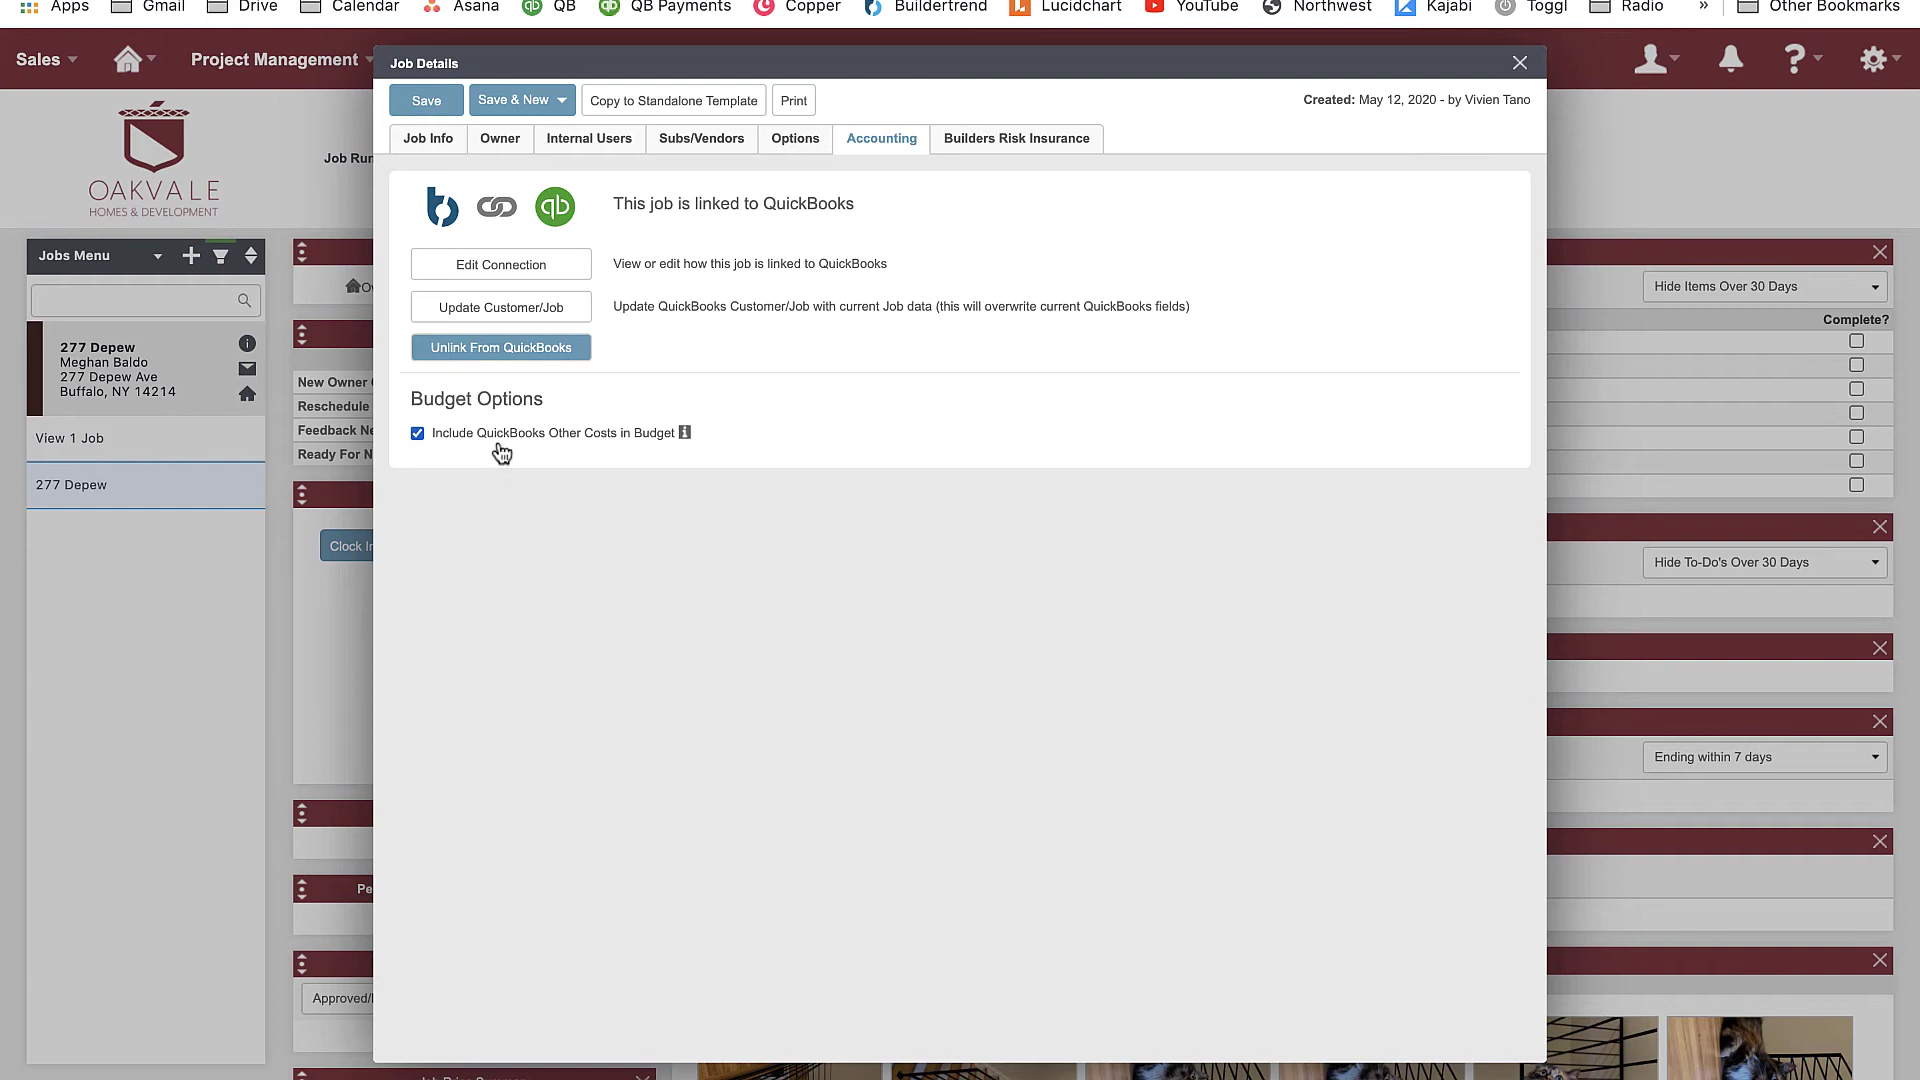 Apps Gmail Drive Calendar Asana QB QB Payments Copper Buildertrend Lucidchart YouTube Northwest Kajabi Toggl Radio » Other Bookmarks
Sales Project Management
Job Details
Save Save & New Copy to Standalone Template Print
Created: May 12, 2020 - by Vivien Tano
Job Info Owner Internal Users Subs/Vendors Options Accounting Builders Risk Insurance
OAKVALE
HOMES & DEVELOPMENT
Job Run
This job is linked to QuickBooks
Edit Connection View or edit how this job is linked to QuickBooks
Update Customer/Job Update QuickBooks Customer/Job with current Job data (this will overwrite current QuickBooks fields)
Unlink From QuickBooks
Budget Options
Include QuickBooks Other Costs in Budget
Jobs Menu
277 Depew
Meghan Baldo
277 Depew Ave
Buffalo, NY 14214
View 1 Job
277 Depew
New Owner
Reschedule
Feedback Ne
Ready For N
Clock In
Pe
Approved/
Hide Items Over 30 Days
Complete?
Hide To-Do's Over 30 Days
Ending within 7 days